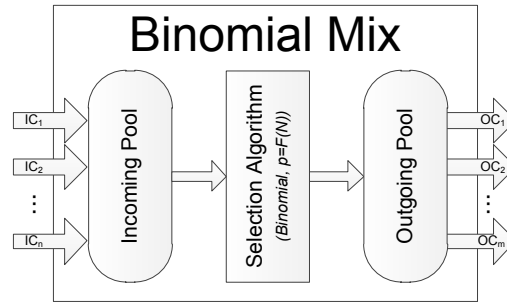 Binomial Mix
IC1
IC2
...
ICn
Incoming Pool
Selection Algorithm
(Binomial, p=F(N))
Outgoing Pool
OC1
OC2
...
OCm